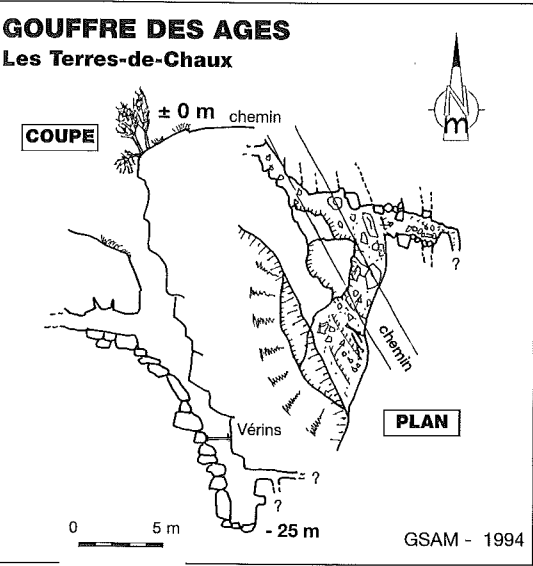 GOUFFRE DES AGES
Les Terres-de-Chaux
± 0 m
chemin
COUPE
N
?
chemin
PLAN
Vérins
?
?
- 25 m
0 5 m
GSAM - 1994